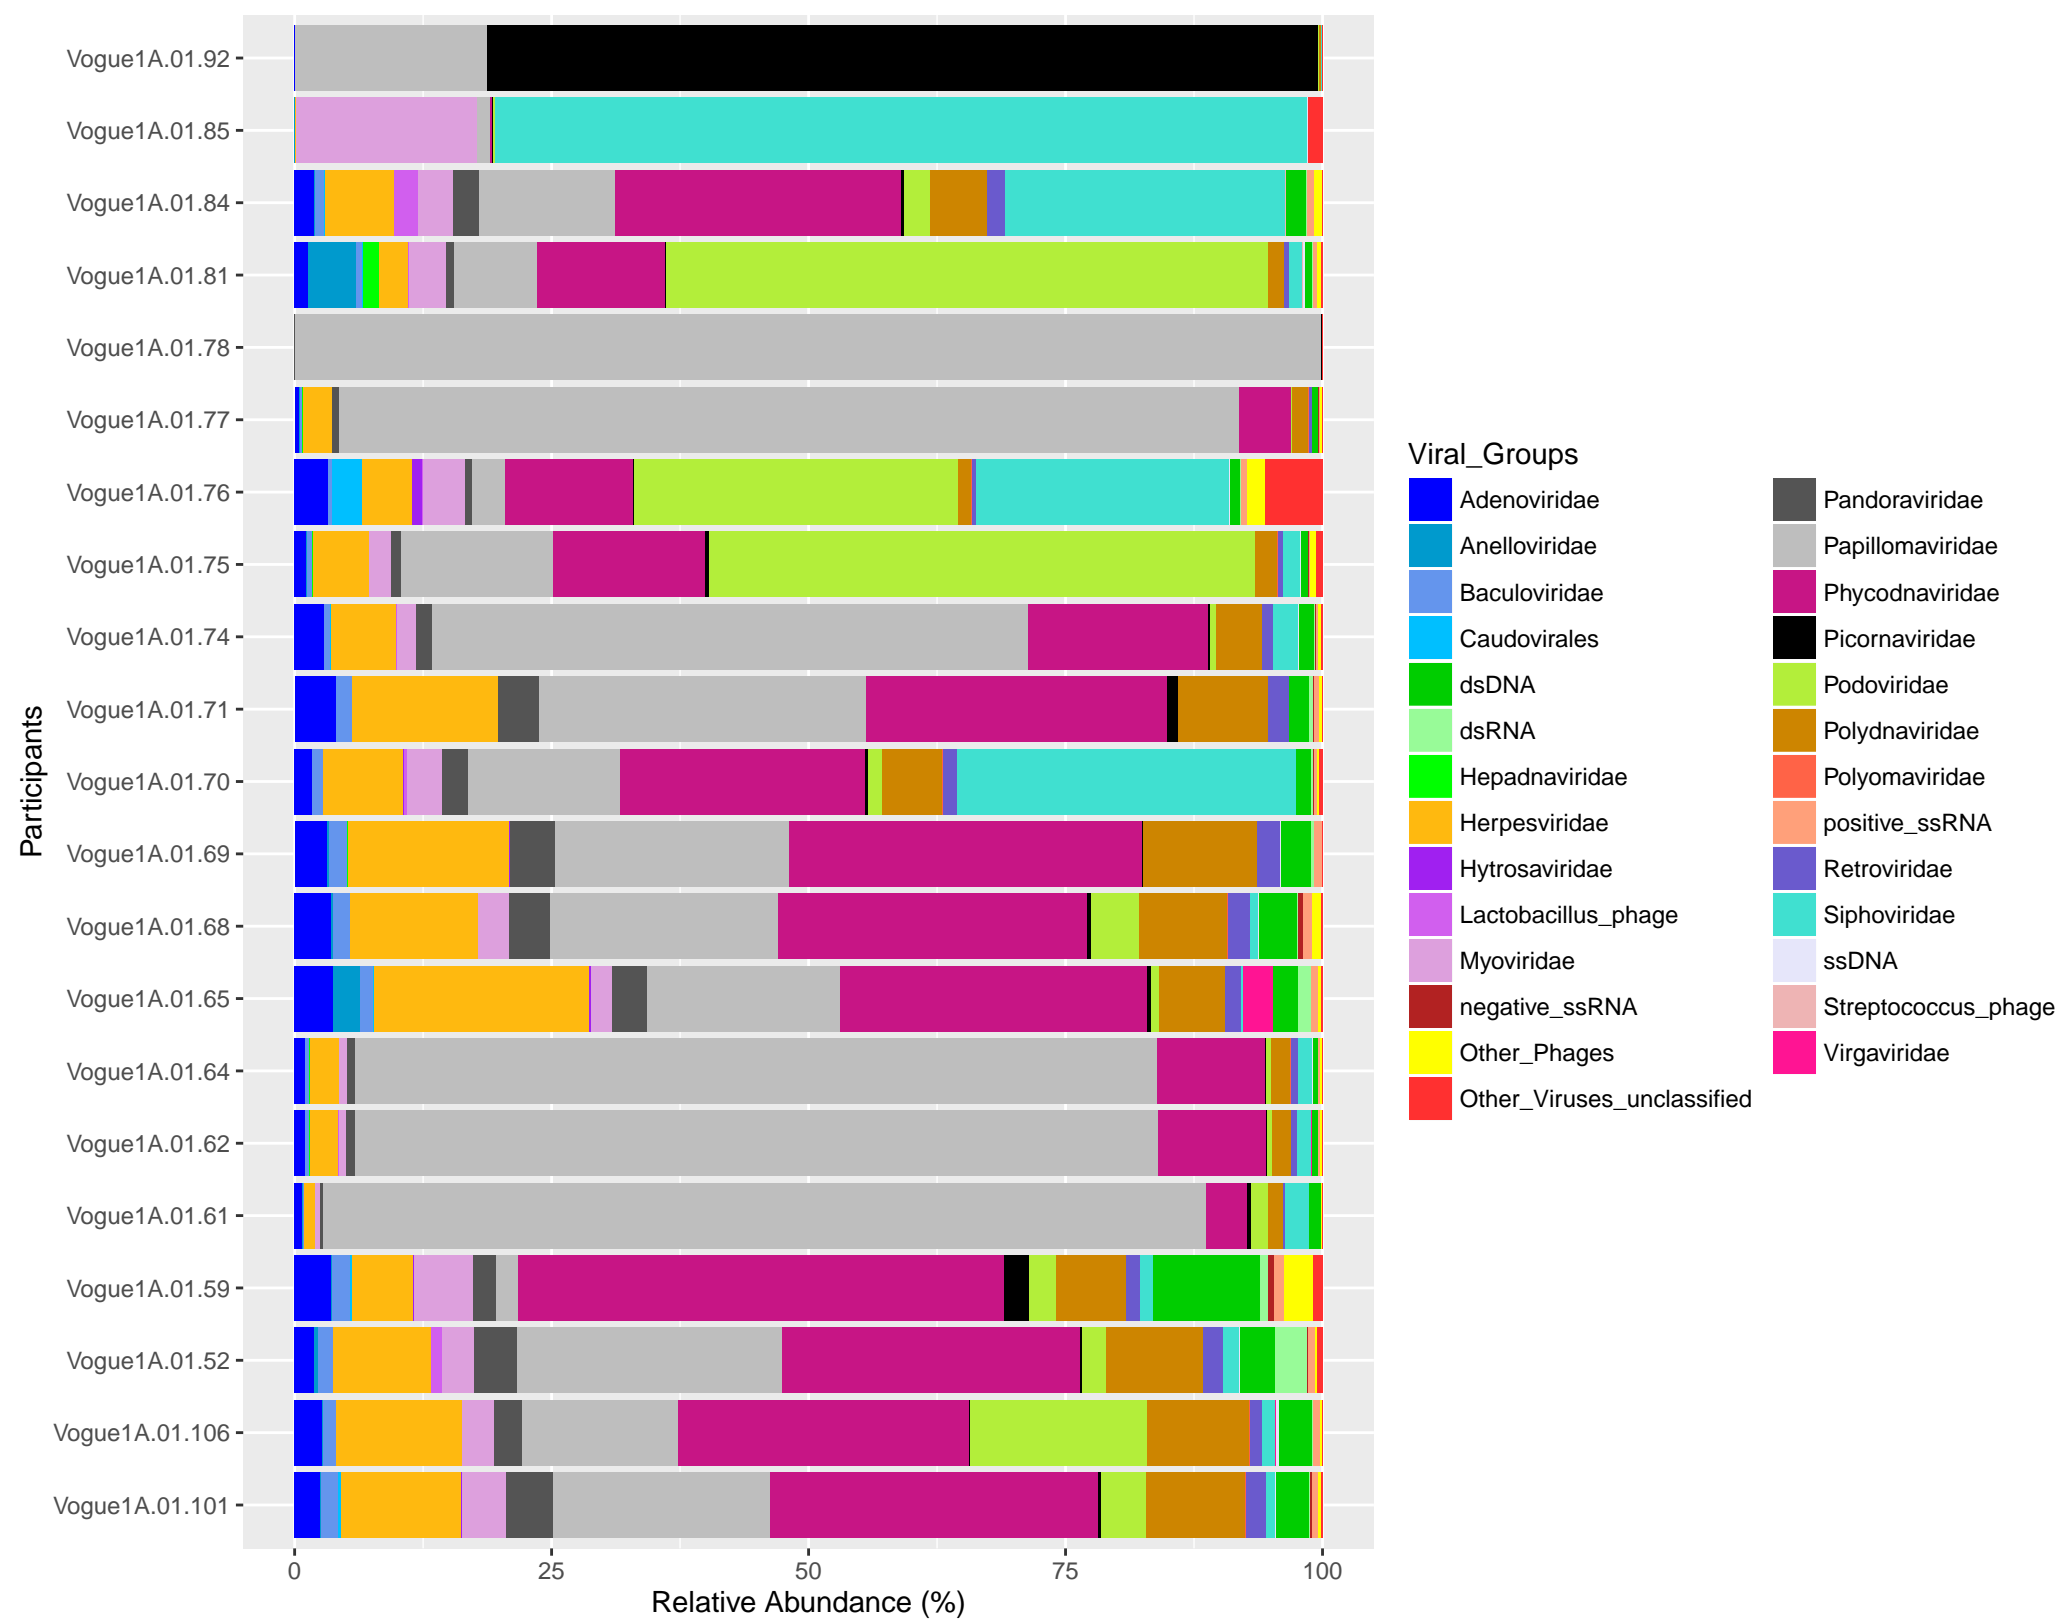 Participants
Vogue1A.01.92
Vogue1A.01.85
Vogue1A.01.84
Vogue1A.01.81
Vogue1A.01.78
Vogue1A.01.77
Vogue1A.01.76
Vogue1A.01.75
Vogue1A.01.74
Vogue1A.01.71
Vogue1A.01.70
Vogue1A.01.69
Vogue1A.01.68
Vogue1A.01.65
Vogue1A.01.64
Vogue1A.01.62
Vogue1A.01.61
Vogue1A.01.59
Vogue1A.01.52
Vogue1A.01.106
Vogue1A.01.101
0 25 50 75 100
Relative Abundance (%)
Viral_Groups
Adenoviridae
Anelloviridae
Baculoviridae
Caudovirales
dsDNA
dsRNA
Hepadnaviridae
Herpesviridae
Hytrosaviridae
Lactobacillus_phage
Myoviridae
negative_ssRNA
Other_Phages
Other_Viruses_unclassified
Pandoraviridae
Papillomaviridae
Phycodnaviridae
Picornaviridae
Podoviridae
Polydnaviridae
Polyomaviridae
positive_ssRNA
Retroviridae
Siphoviridae
ssDNA
Streptococcus_phage
Virgaviridae